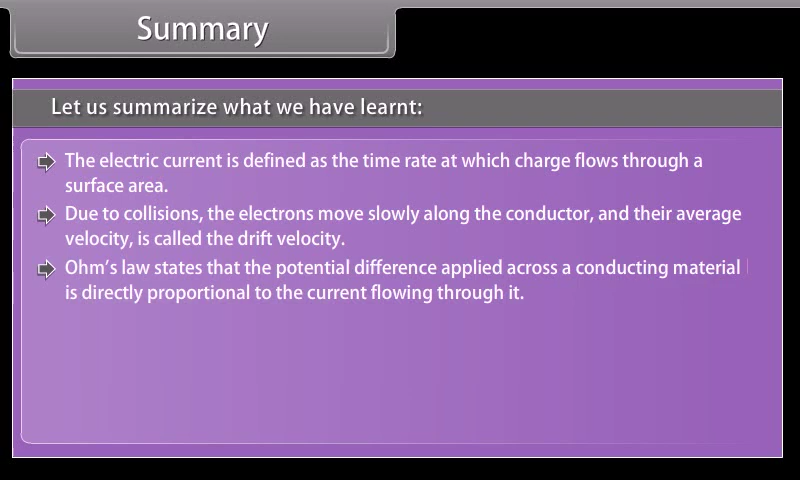 Summary
Let us summarize what we have learnt:
The electric current is defined as the time rate at which charge flows through a
surface area.
Due to collisions, the electrons move slowly along the conductor, and their average
velocity, is called the drift velocity.
Ohm's law states that the potential difference applied across a conducting material
is directly proportional to the current flowing through it.